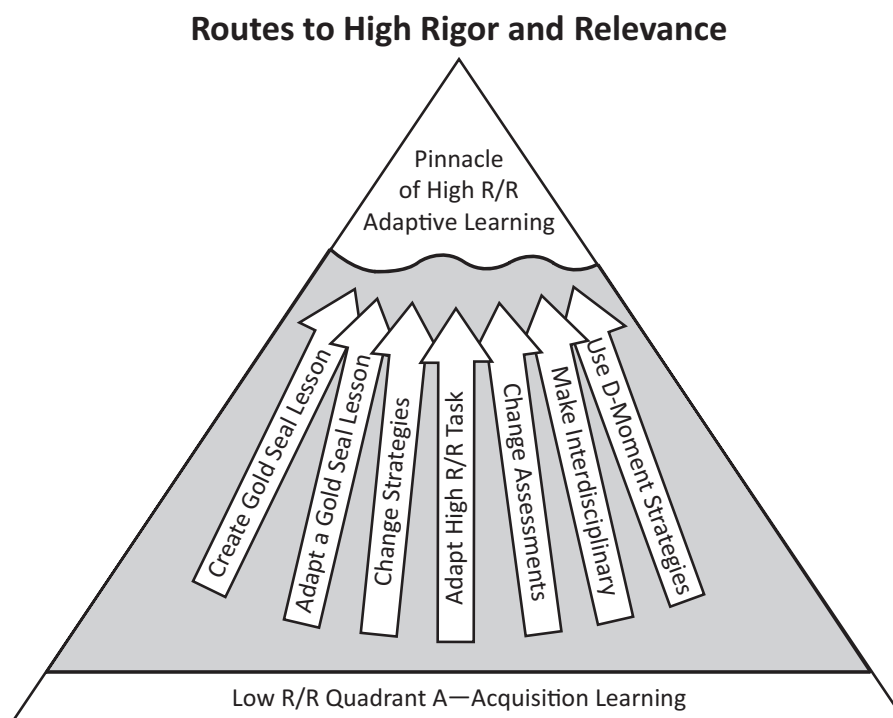 Routes to High Rigor and Relevance
Pinnacle
of High R/R
Adaptive Learning
Create Gold Seal Lesson
Adapt a Gold Seal Lesson
Change Strategies
Adapt High R/R Task
Change Assessments
Make Interdisciplinary
Use D-Moment Strategies
Low R/R Quadrant A—Acquisition Learning